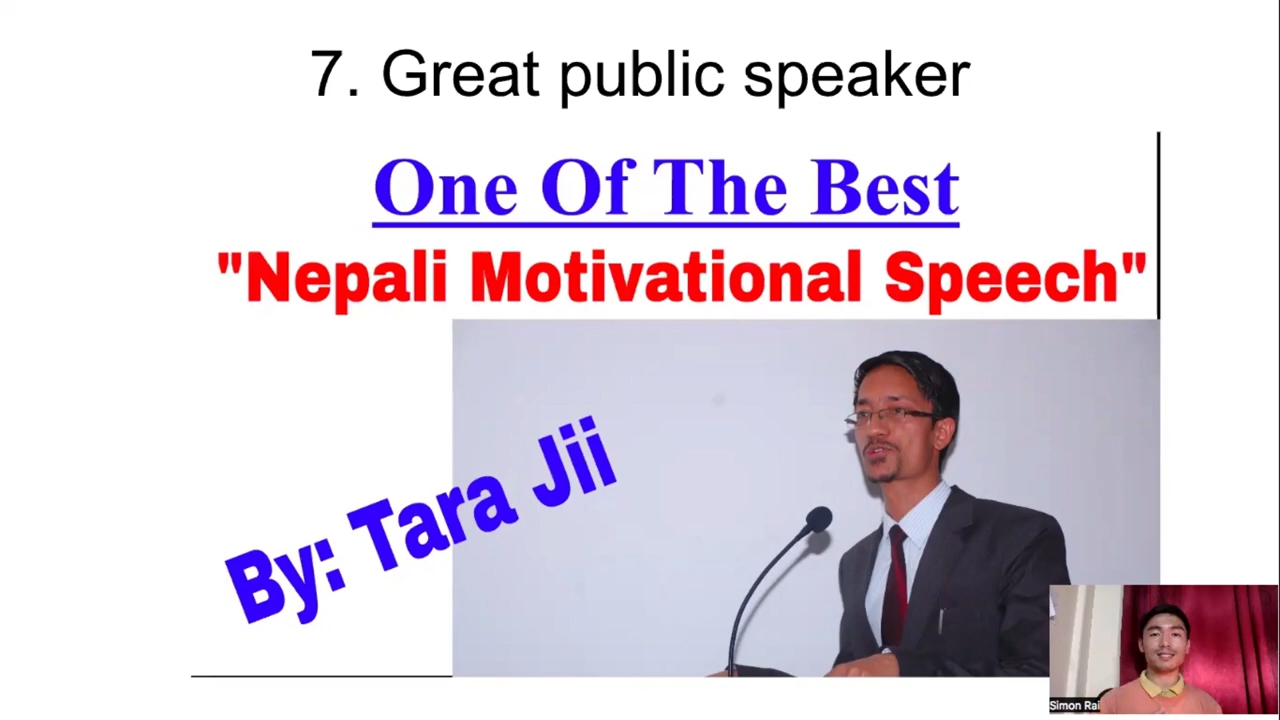 7. Great public speaker
One Of The Best
"Nepali Motivational Speech"
By: Tara Jii
Simon Rai